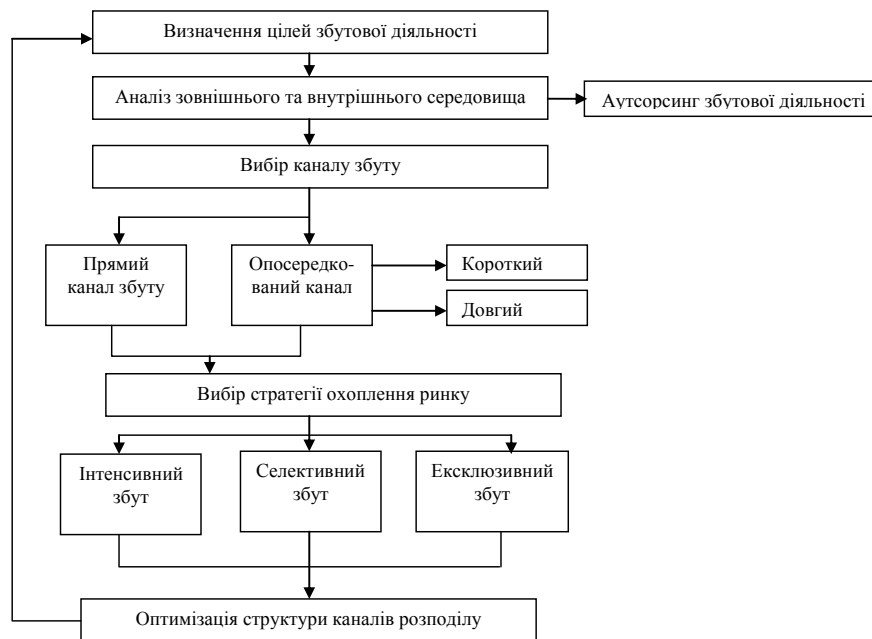 Визначення цілей збутової діяльності
Аналіз зовнішнього та внутрішнього середовища
Аутсорсинг збутової діяльності
Вибір каналу збуту
Прямий
канал збуту
Опосередко-
ваний канал
Короткий
Довгий
Вибір стратегії охоплення ринку
Інтенсивний
збут
Селективний
збут
Ексклюзивний
збут
Оптимізація структури каналів розподілу